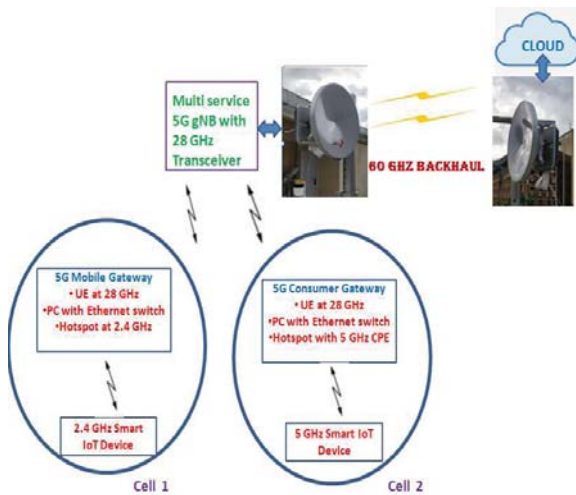 CLOUD
Multi service
5G gNB with
28 GHz
Transceiver
60 GHZ BACKHAUL
5G Mobile Gateway
•UE at 28 GHz
•PC with Ethernet switch
•Hotspot at 2.4 GHz
5G Consumer Gateway
•UE at 28 GHz
•PC with Ethernet switch
•Hotspot with 5 GHz CPE
2.4 GHz Smart
IoT Device
5 GHz Smart IoT
Device
Cell 1
Cell 2